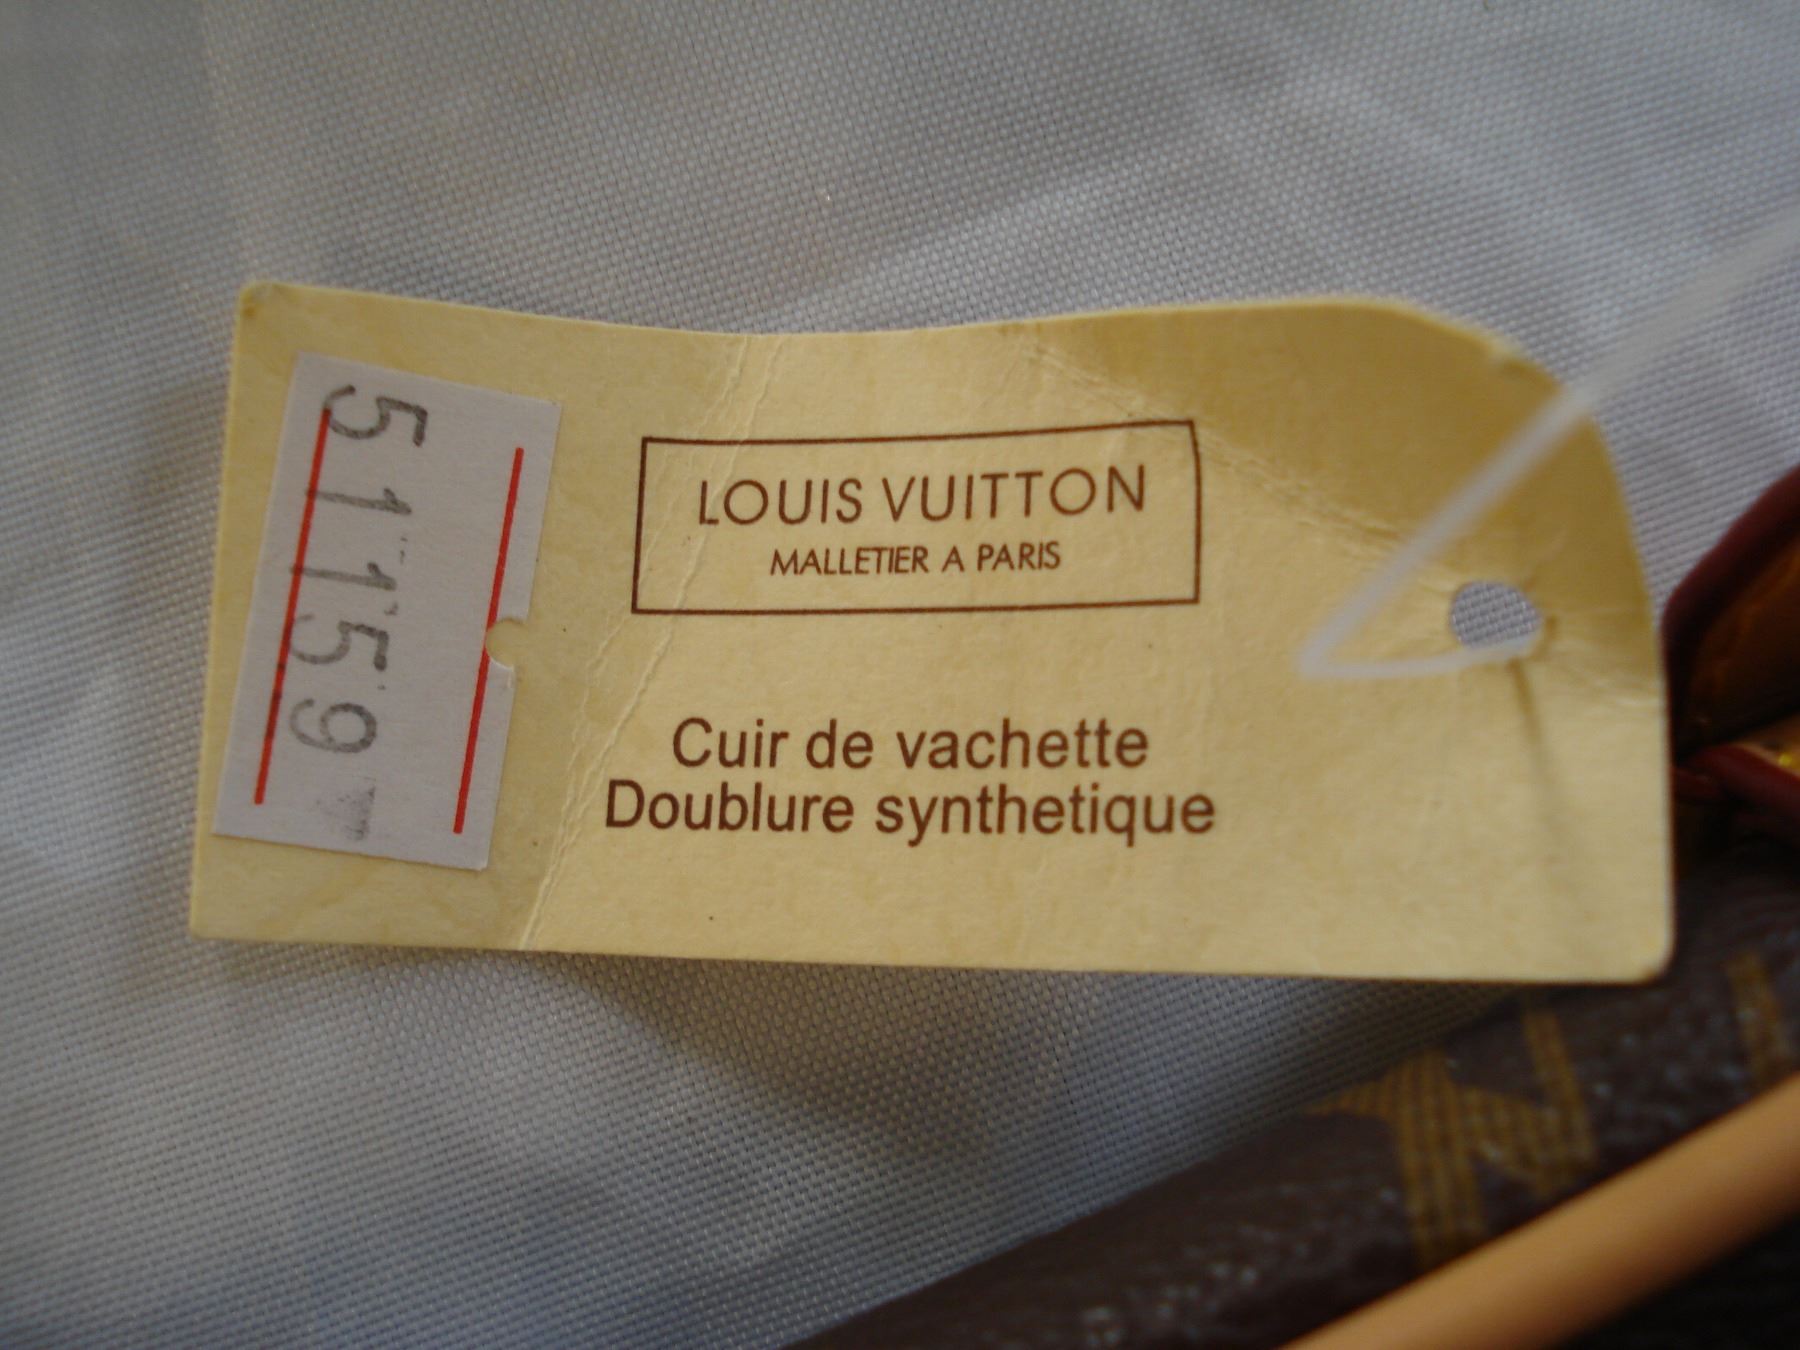 LOUIS VUITTON
MALLETIER A PARIS
Cuir de vachette
Doublure synthetique
51159